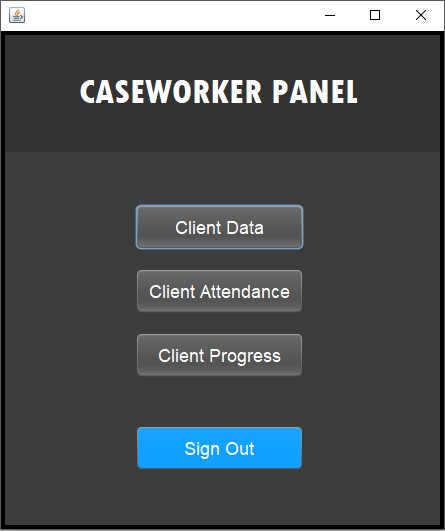 CASEWORKER PANEL
Client Data
Client Attendance
Client Progress
Sign Out